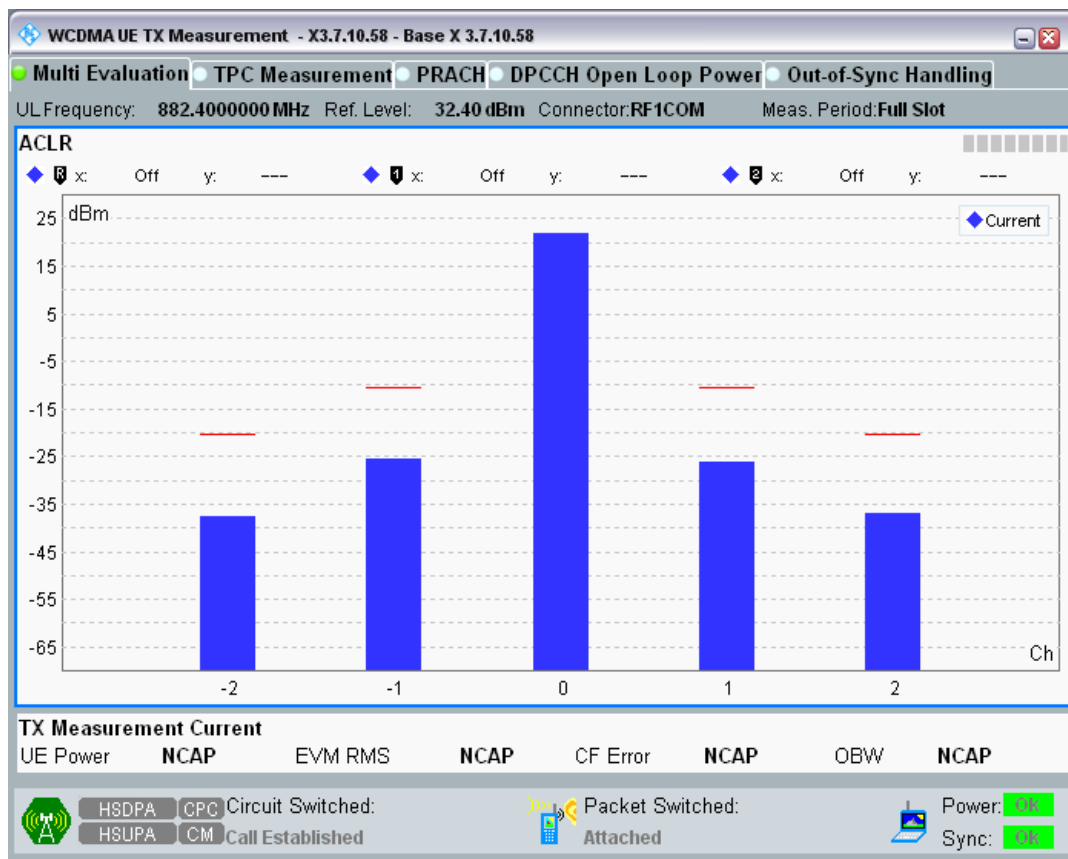 WCDMA UE TX Measurement - X3.7.10.58 - Base X 3.7.10.58
Multi Evaluation TPC Measurement PRACH DPCCH Open Loop Power Out-of-Sync Handling
UL Frequency: 882.4000000 MHz Ref. Level: 32.40 dBm Connector:RF1COM Meas. Period:Full Slot
ACLR
R x: Off y: --- 1 x: Off y: --- 2 x: Off y: ---
dBm
Current
25
15
5
-5
-15
-25
-35
-45
-55
-65
Ch
-2 -1 0 1 2
TX Measurement Current
UE Power NCAP EVM RMS NCAP CF Error NCAP OBW NCAP
HSDPA CPC Circuit Switched: Packet Switched: Power: Ok
HSUPA CM Call Established Attached Sync: Ok